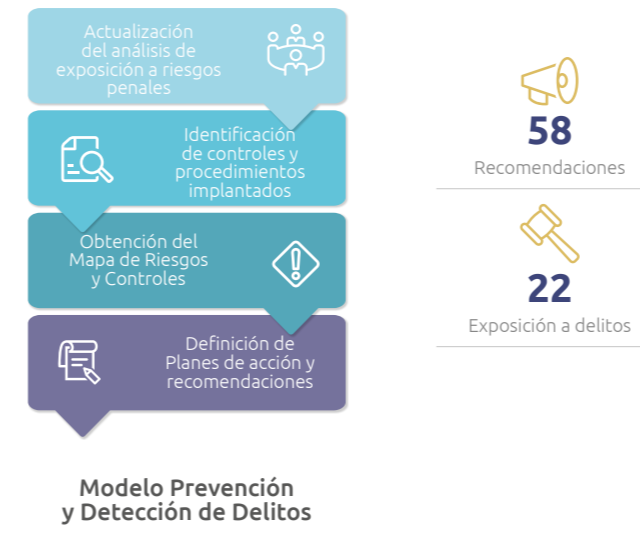 Actualización
del análisis de
exposición a riesgos
penales
Identificación
de controles y
procedimientos
implantados
Obtención del
Mapa de Riesgos
y Controles
Definición de
Planes de acción y
recomendaciones
Modelo Prevención
y Detección de Delitos
58
Recomendaciones
22
Exposición a delitos